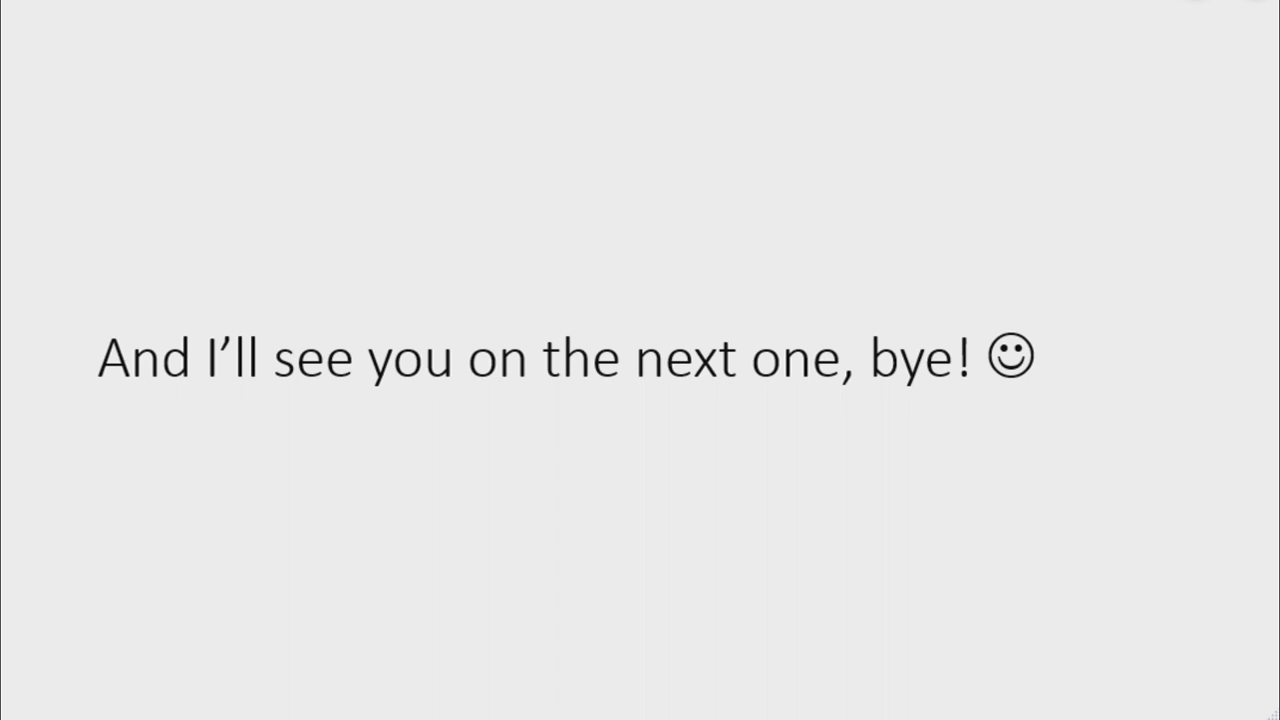 And I’ll see you on the next one, bye! ☺